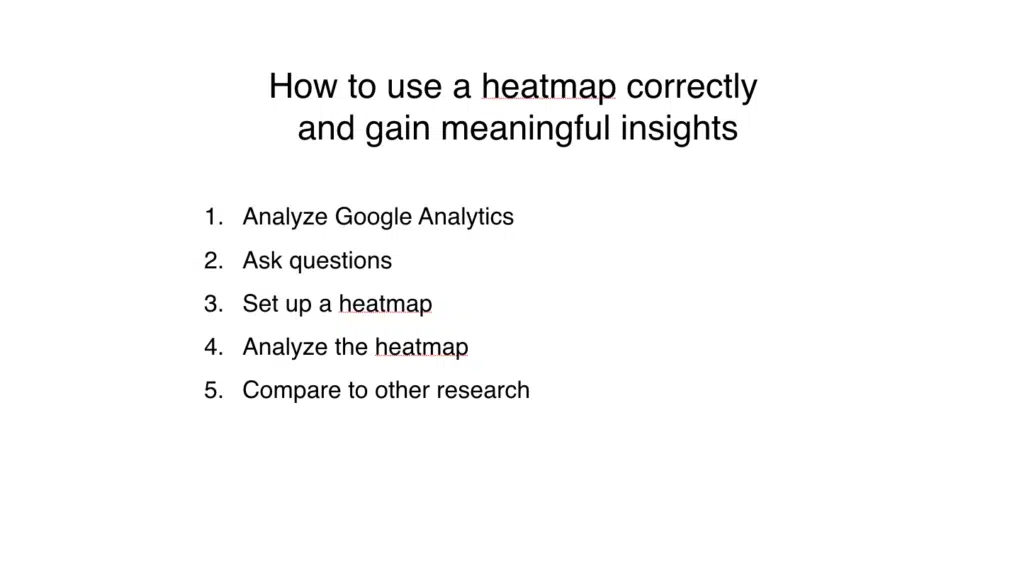 How to use a heatmap correctly
and gain meaningful insights
1. Analyze Google Analytics
2. Ask questions
3. Set up a heatmap
4. Analyze the heatmap
5. Compare to other research